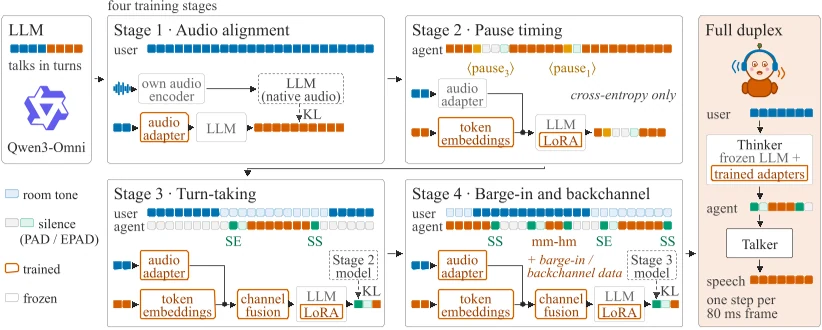 four training stages
LLM
talks in turns
Qwen3-Omni
Stage 1 · Audio alignment
user
own audio
encoder
LLM
(native audio)
KL
audio
adapter
LLM
Stage 2 · Pause timing
agent
⟨pause₃⟩
⟨pause₁⟩
audio
adapter
cross-entropy only
token
embeddings
LLM
LoRA
room tone
silence
(PAD / EPAD)
trained
frozen
Stage 3 · Turn-taking
user
agent
SE
SS
audio
adapter
Stage 2
model
KL
token
embeddings
channel
fusion
LLM
LoRA
Stage 4 · Barge-in and backchannel
user
agent
SS
mm-hm
SE
SS
audio
adapter
+ barge-in /
backchannel data
Stage 3
model
KL
token
embeddings
channel
fusion
LLM
LoRA
Full duplex
user
Thinker
frozen LLM +
trained adapters
agent
Talker
speech
one step per
80 ms frame